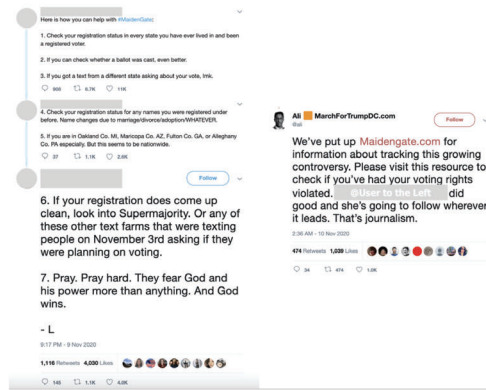 Here is how you can help with #MaidenGate:
1. Check your registration status in every state you have ever lived in and been
a registered voter.
2. If you can check whether a ballot was cast, even better.
3. If you got a text from a different state asking about your vote, lmk.
908 6.7K 11K
4. Check your registration status for any names you were registered under
before. Name changes due to marriage/divorce/adoption/WHATEVER.
5. If you are in Oakland Co. MI, Maricopa Co. AZ, Fulton Co. GA, or Alleghany
Co. PA especially. But this seems to be nationwide.
37 1.1K 2.6K
Follow
6. If your registration does come up
clean, look into Supermajority. Or any of
these other text farms that were texting
people on November 3rd asking if they
were planning on voting.
7. Pray. Pray hard. They fear God and
his power more than anything. And God
wins.
- L
9:17 PM - 9 Nov 2020
1,116 Retweets 4,030 Likes
146 1.1K 4.0K
Ali MarchForTrumpDC.com
@ali
Follow
We've put up Maidengate.com for
information about tracking this growing
controversy. Please visit this resource to
check if you've had your voting rights
violated. @User to the Left did
good and she's going to follow wherever
it leads. That's journalism.
2:36 AM - 10 Nov 2020
474 Retweets 1,039 Likes
34 474 1.0K